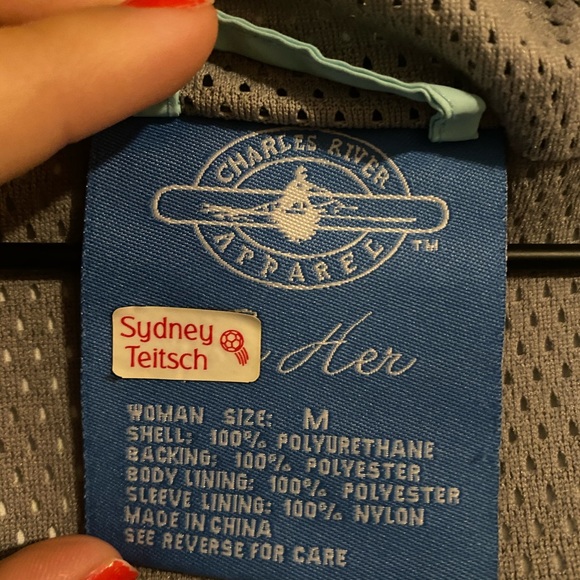 CHARLES RIVER
APPAREL
TM
Sydney
Teitsch
Her
WOMAN SIZE: M
SHELL: 100% POLYURETHANE
BACKING: 100% POLYESTER
BODY LINING: 100% POLYESTER
SLEEVE LINING: 100% NYLON
MADE IN CHINA
SEE REVERSE FOR CARE